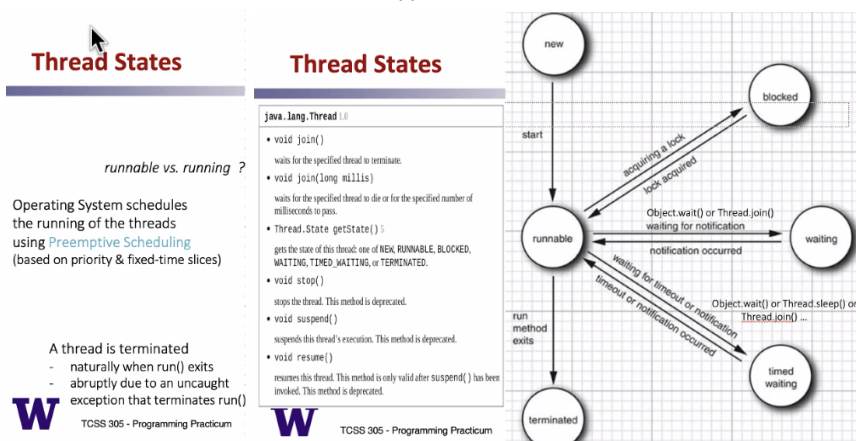 Thread States
runnable vs. running ?
Operating System schedules
the running of the threads
using Preemptive Scheduling
(based on priority & fixed-time slices)
A thread is terminated
- naturally when run() exits
- abruptly due to an uncaught
exception that terminates run()
W
TCSS 305 - Programming Practicum
Thread States
java.lang.Thread 1.0
• void join()
waits for the specified thread to terminate.
• void join(long millis)
waits for the specified thread to die or for the specified number of
milliseconds to pass.
• Thread.State getState() 5
gets the state of this thread: one of NEW, RUNNABLE, BLOCKED,
WAITING, TIMED_WAITING, or TERMINATED.
• void stop()
stops the thread. This method is deprecated.
• void suspend()
suspends this thread's execution. This method is deprecated.
• void resume()
resumes this thread. This method is only valid after suspend() has been
invoked. This method is deprecated.
W
TCSS 305 - Programming Practicum
new
blocked
start
acquiring a lock
lock acquired
Object.wait() or Thread.join()
waiting for notification
runnable
waiting
notification occurred
waiting for timeout or notification
timeout or notification occurred
Object.wait() or Thread.sleep() or
Thread.join() ...
run
method
exits
timed
waiting
terminated